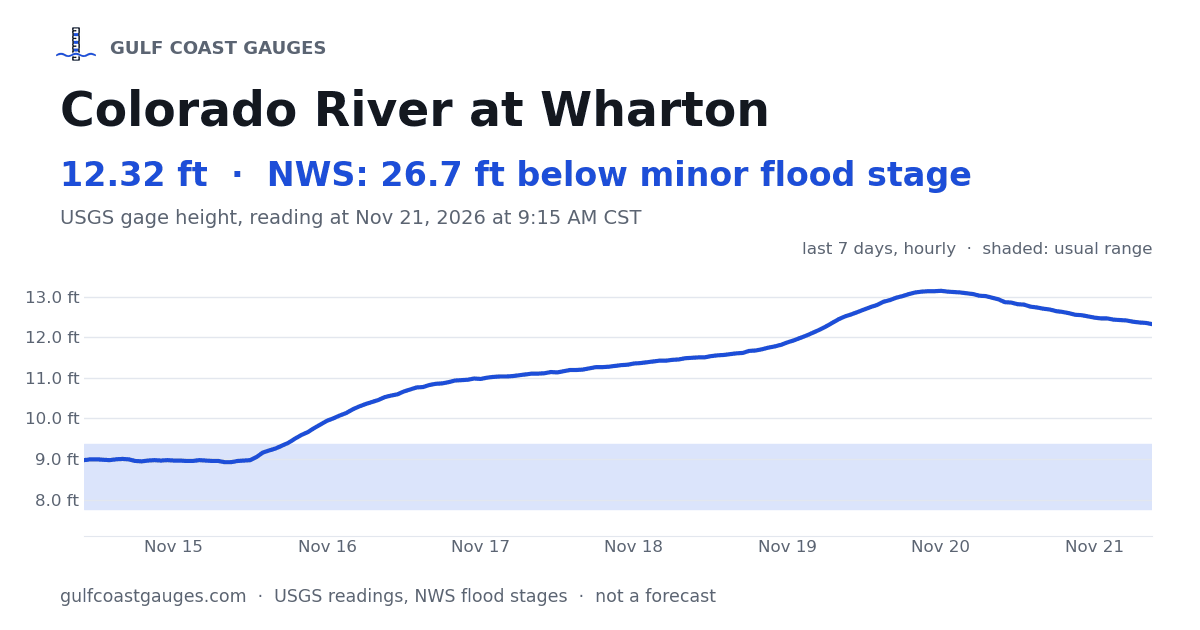 GULF COAST GAUGES
Colorado River at Wharton
12.32 ft · NWS: 26.7 ft below minor flood stage
USGS gage height, reading at Nov 21, 2026 at 9:15 AM CST
last 7 days, hourly · shaded: usual range
13.0 ft
12.0 ft
11.0 ft
10.0 ft
9.0 ft
8.0 ft
Nov 15 Nov 16 Nov 17 Nov 18 Nov 19 Nov 20 Nov 21
gulfcoastgauges.com · USGS readings, NWS flood stages · not a forecast